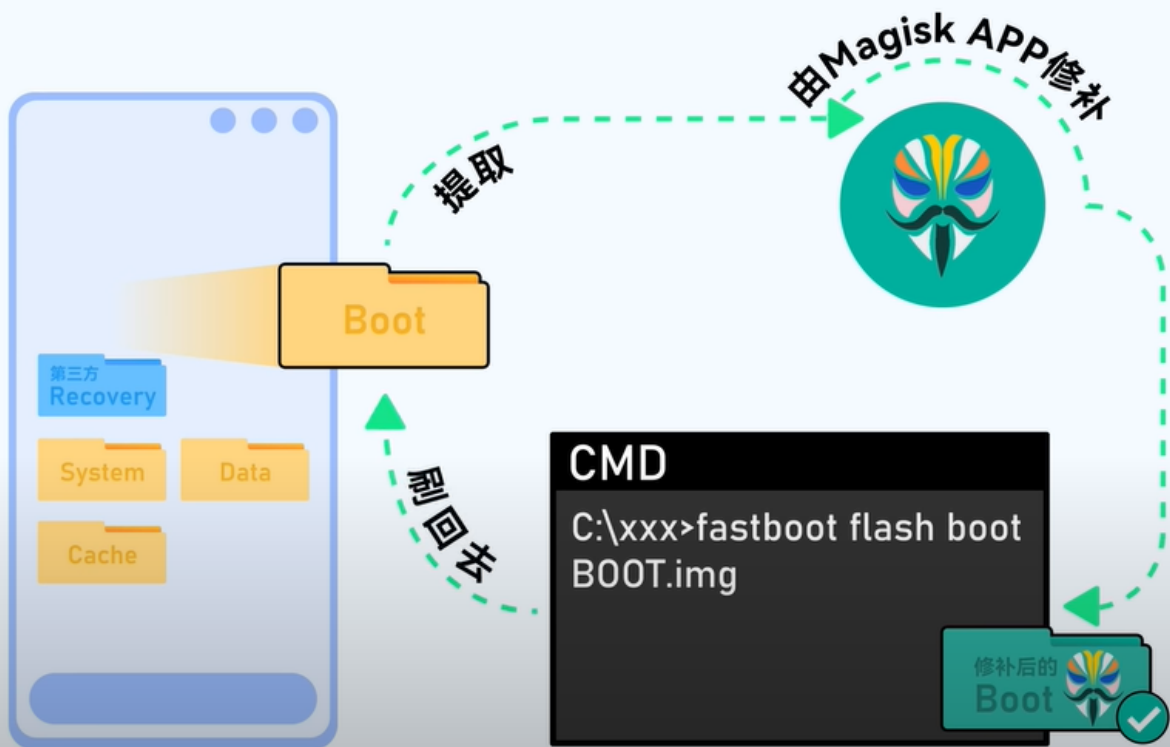 由Magisk APP修补
提取
Boot
第三方
Recovery
System
Data
Cache
刷回去
CMD
C:\xxx>fastboot flash boot
BOOT.img
修补后的
Boot